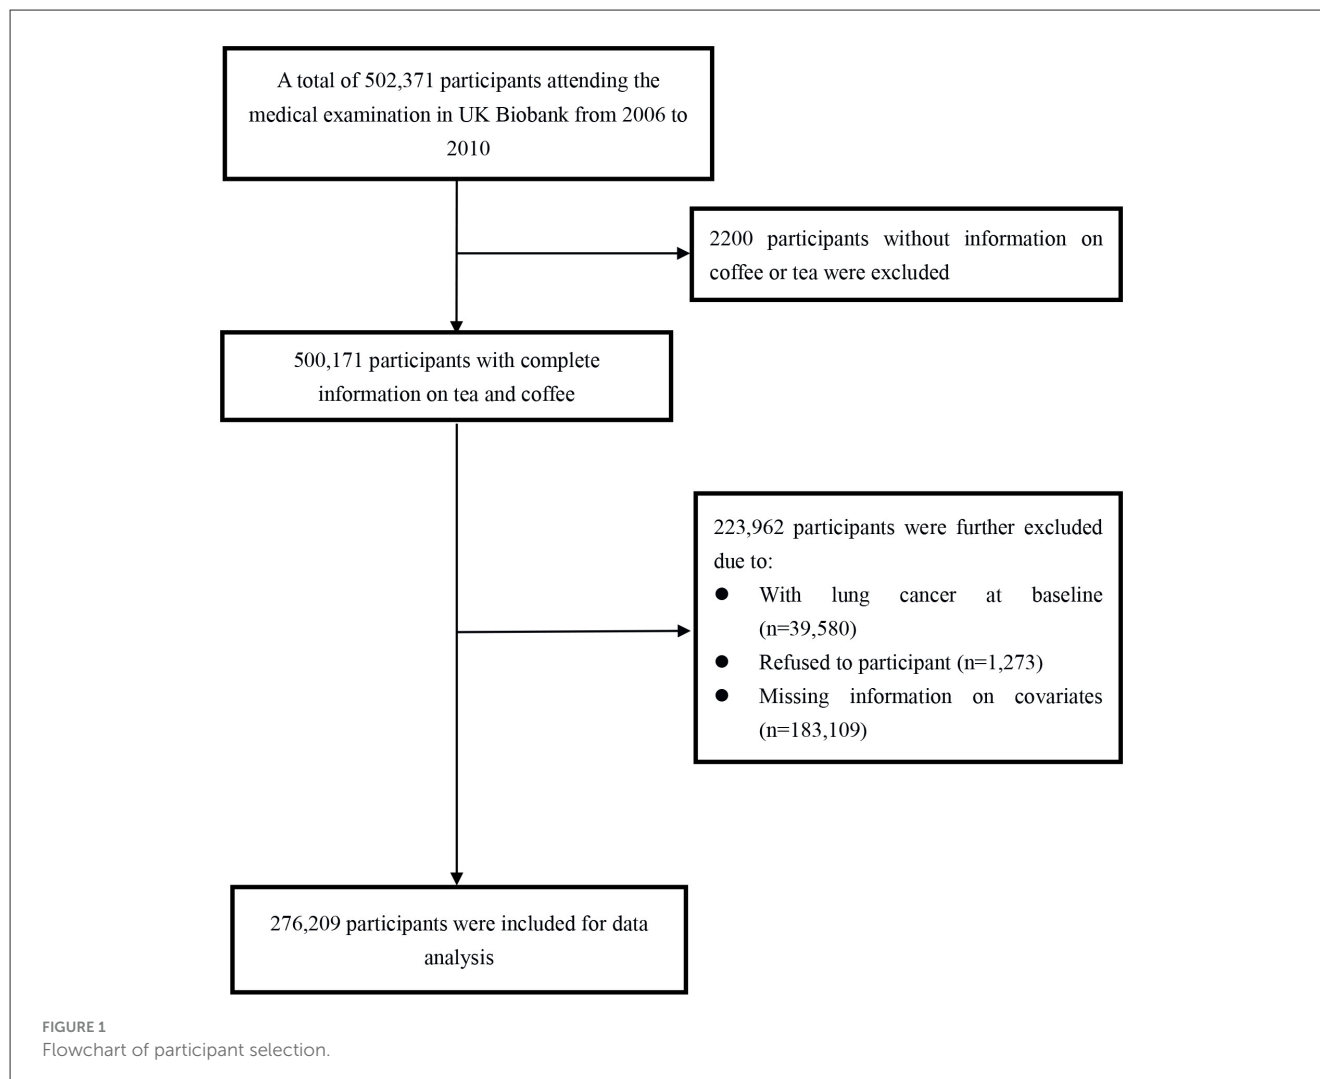 A total of 502,371 participants attending the
medical examination in UK Biobank from 2006 to
2010
2200 participants without information on
coffee or tea were excluded
500,171 participants with complete
information on tea and coffee
223,962 participants were further excluded
due to:
● With lung cancer at baseline
(n=39,580)
● Refused to participant (n=1,273)
● Missing information on covariates
(n=183,109)
276,209 participants were included for data
analysis
FIGURE 1
Flowchart of participant selection.